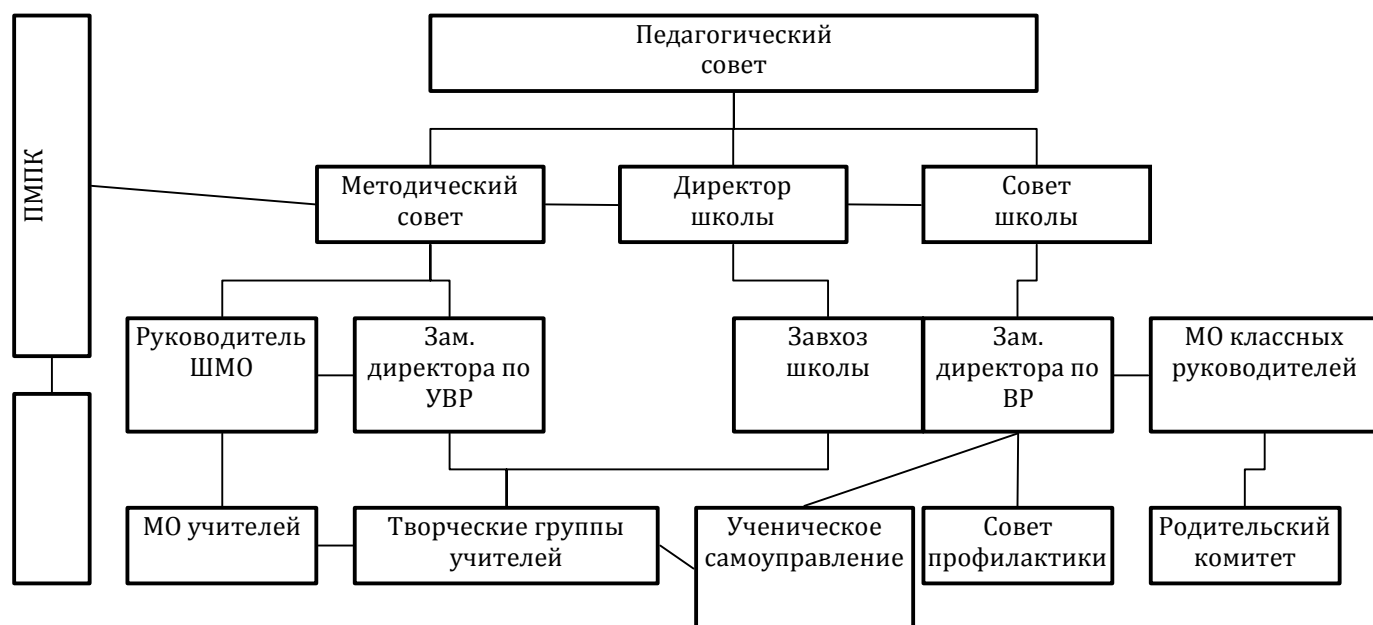 Педагогический
совет
ПМПК
Методический
совет
Директор
школы
Совет
школы
Руководитель
ШМО
Зам.
директора по
УВР
Завхоз
школы
Зам.
директора по
ВР
МО классных
руководителей
МО учителей
Творческие группы
учителей
Ученическое
самоуправление
Совет
профилактики
Родительский
комитет